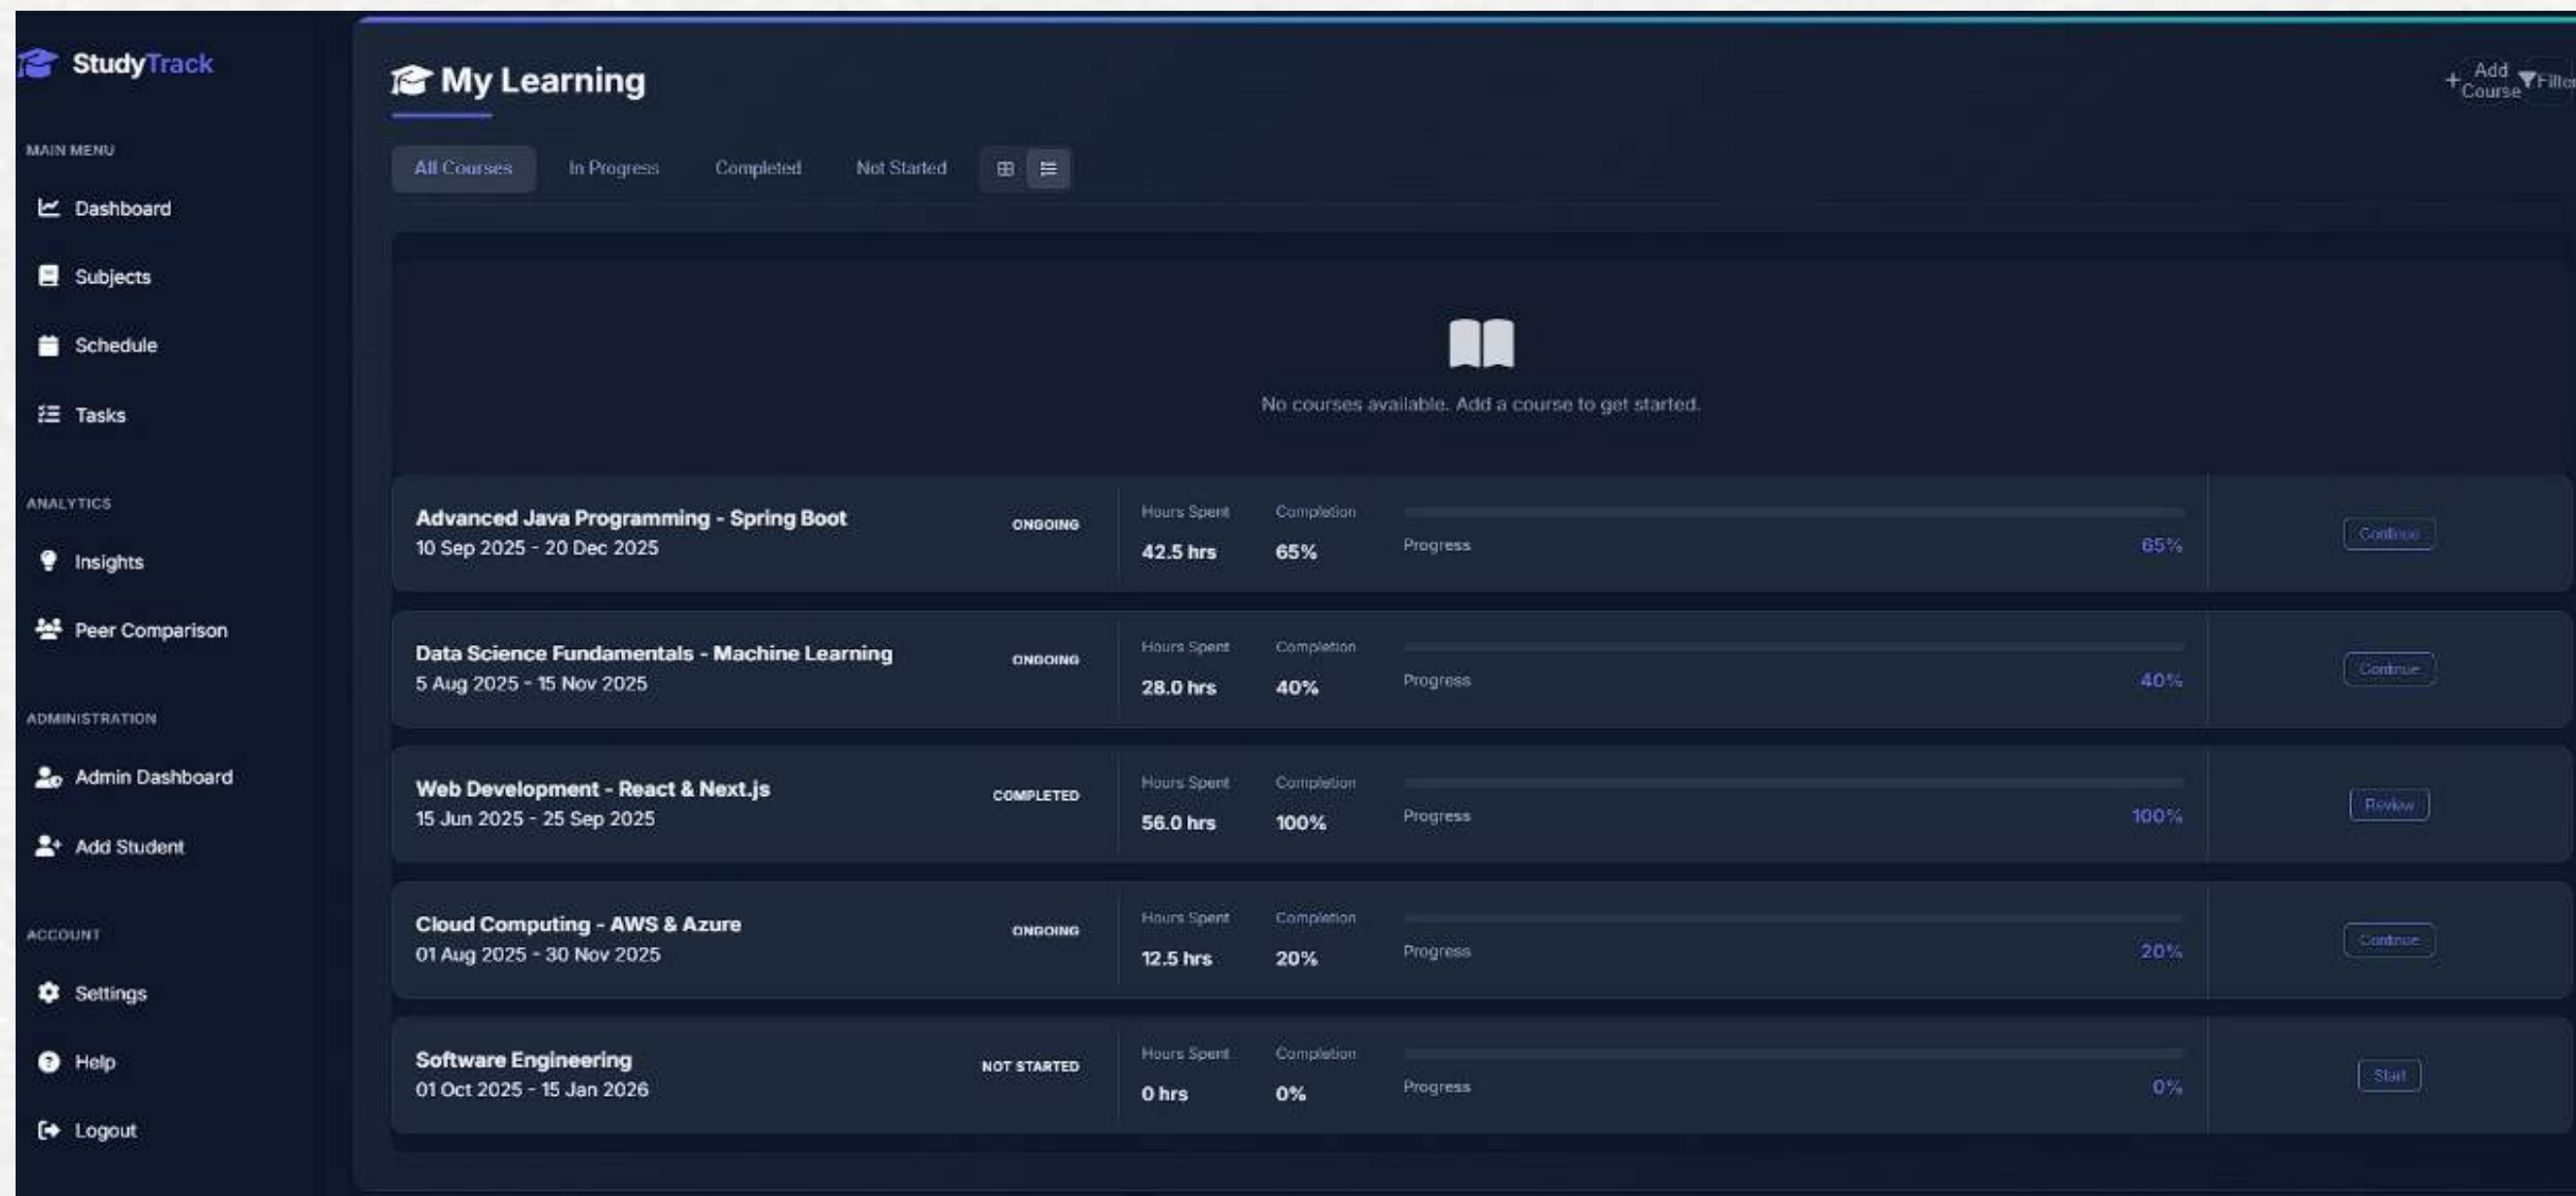 StudyTrack
MAIN MENU
Dashboard
Subjects
Schedule
Tasks
ANALYTICS
Insights
Peer Comparison
ADMINISTRATION
Admin Dashboard
Add Student
ACCOUNT
Settings
Help
Logout
My Learning
+ Add Course Filter
All Courses In Progress Completed Not Started
No courses available. Add a course to get started.
Advanced Java Programming - Spring Boot
10 Sep 2025 - 20 Dec 2025
ONGOING
Hours Spent
42.5 hrs
Completion
65%
Progress 65%
Continue
Data Science Fundamentals - Machine Learning
5 Aug 2025 - 15 Nov 2025
ONGOING
Hours Spent
28.0 hrs
Completion
40%
Progress 40%
Continue
Web Development - React & Next.js
15 Jun 2025 - 25 Sep 2025
COMPLETED
Hours Spent
56.0 hrs
Completion
100%
Progress 100%
Review
Cloud Computing - AWS & Azure
01 Aug 2025 - 30 Nov 2025
ONGOING
Hours Spent
12.5 hrs
Completion
20%
Progress 20%
Continue
Software Engineering
01 Oct 2025 - 15 Jan 2026
NOT STARTED
Hours Spent
0 hrs
Completion
0%
Progress 0%
Start